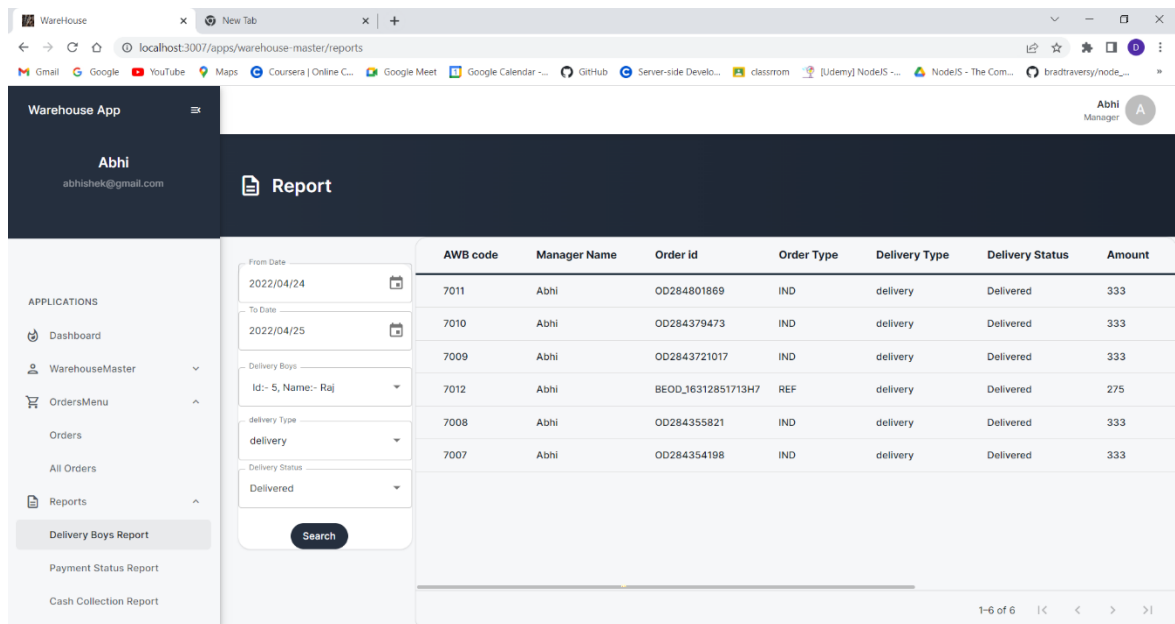 WareHouse
New Tab
localhost:3007/apps/warehouse-master/reports
Gmail Google YouTube Maps Coursera | Online C... Google Meet Google Calendar -... GitHub Server-side Develo... classrrom [Udemy] NodeJS -... NodeJS - The Com... bradtraversy/node_... »
D
Warehouse App
Abhi
Manager
A
Abhi
abhishek@gmail.com
Report
APPLICATIONS
Dashboard
WarehouseMaster
OrdersMenu
Orders
All Orders
Reports
Delivery Boys Report
Payment Status Report
Cash Collection Report
From Date
2022/04/24
To Date
2022/04/25
Delivery Boys
Id:- 5, Name:- Raj
delivery Type
delivery
Delivery Status
Delivered
Search
AWB code Manager Name Order id Order Type Delivery Type Delivery Status Amount
7011 Abhi OD284801869 IND delivery Delivered 333
7010 Abhi OD284379473 IND delivery Delivered 333
7009 Abhi OD2843721017 IND delivery Delivered 333
7012 Abhi BEOD_16312851713H7 REF delivery Delivered 275
7008 Abhi OD284355821 IND delivery Delivered 333
7007 Abhi OD284354198 IND delivery Delivered 333
1–6 of 6